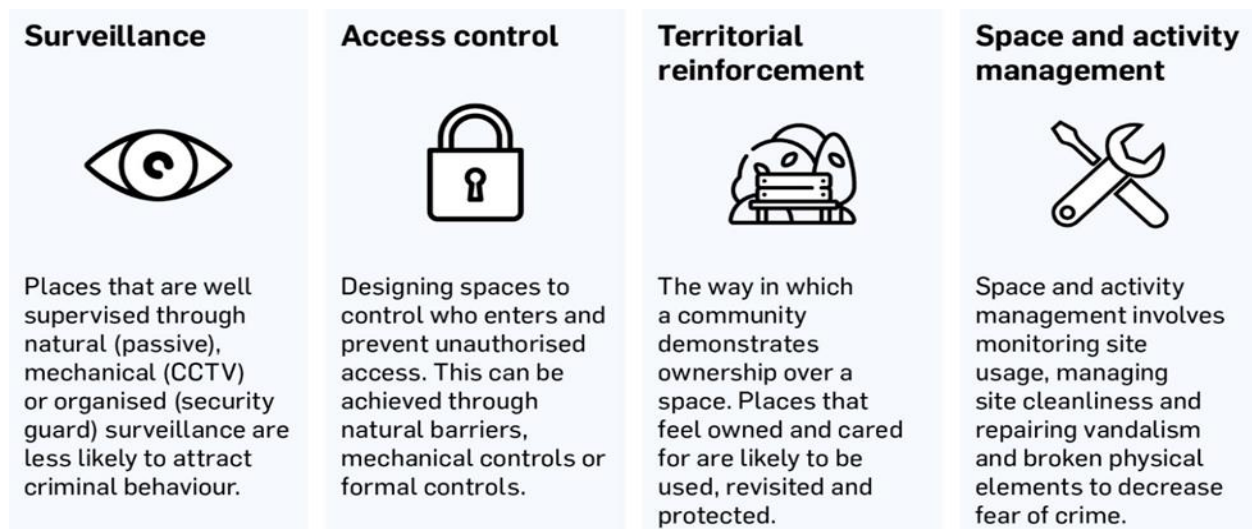 Surveillance
Places that are well
supervised through
natural (passive),
mechanical (CCTV)
or organised (security
guard) surveillance are
less likely to attract
criminal behaviour.
Access control
Designing spaces to
control who enters and
prevent unauthorised
access. This can be
achieved through
natural barriers,
mechanical controls or
formal controls.
Territorial
reinforcement
The way in which
a community
demonstrates
ownership over a
space. Places that
feel owned and cared
for are likely to be
used, revisited and
protected.
Space and activity
management
Space and activity
management involves
monitoring site
usage, managing
site cleanliness and
repairing vandalism
and broken physical
elements to decrease
fear of crime.